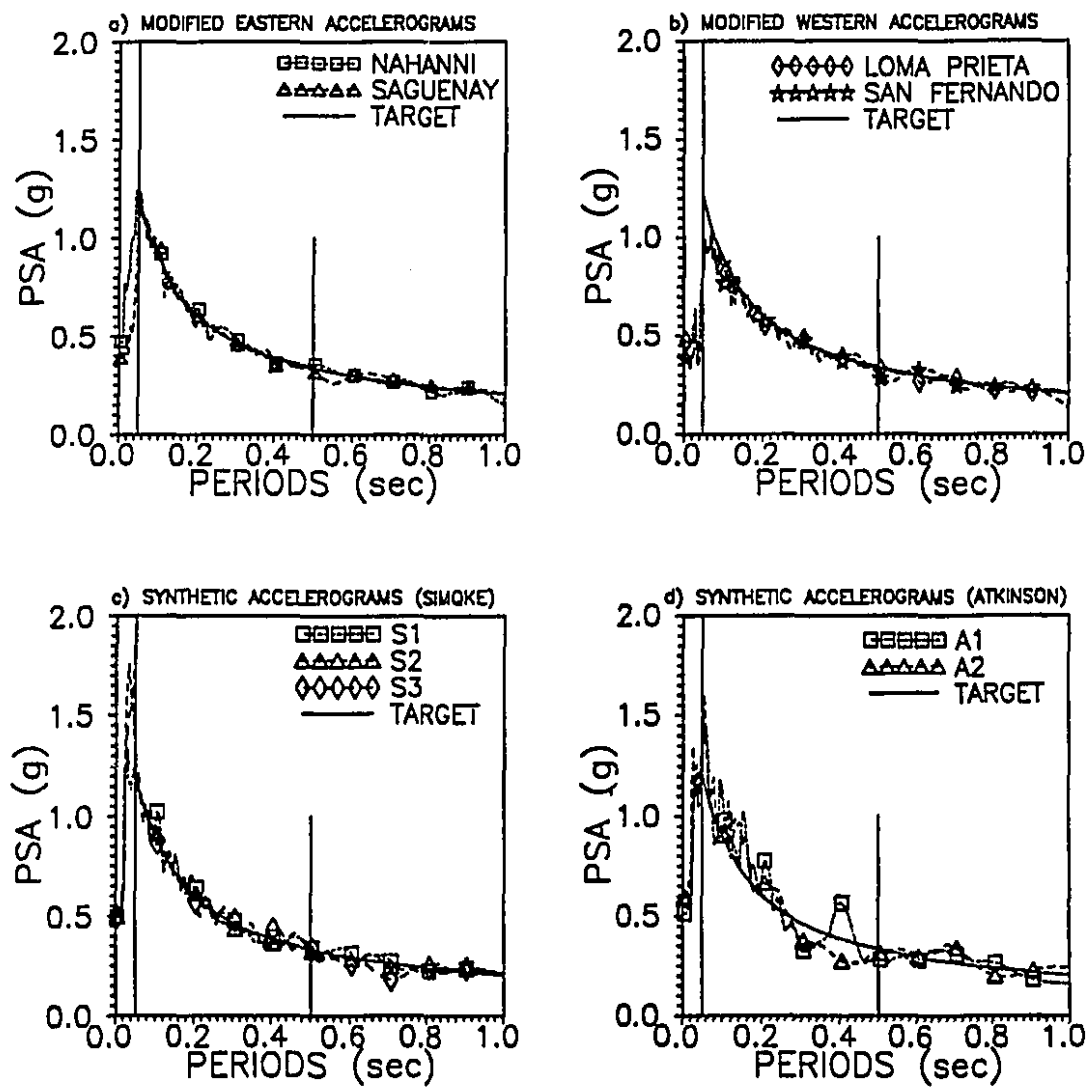 a) MODIFIED EASTERN ACCELEROGRAMS
2.0
1.5
1.0
0.5
0.0
PSA (g)
NAHANNI
SAGUENAY
TARGET
0.0 0.2 0.4 0.6 0.8 1.0
PERIODS (sec)
b) MODIFIED WESTERN ACCELEROGRAMS
2.0
1.5
1.0
0.5
0.0
PSA (g)
LOMA PRIETA
SAN FERNANDO
TARGET
0.0 0.2 0.4 0.6 0.8 1.0
PERIODS (sec)
c) SYNTHETIC ACCELEROGRAMS (SIMQKE)
2.0
1.5
1.0
0.5
0.0
PSA (g)
S1
S2
S3
TARGET
0.0 0.2 0.4 0.6 0.8 1.0
PERIODS (sec)
d) SYNTHETIC ACCELEROGRAMS (ATKINSON)
2.0
1.5
1.0
0.5
0.0
PSA (g)
A1
A2
TARGET
0.0 0.2 0.4 0.6 0.8 1.0
PERIODS (sec)